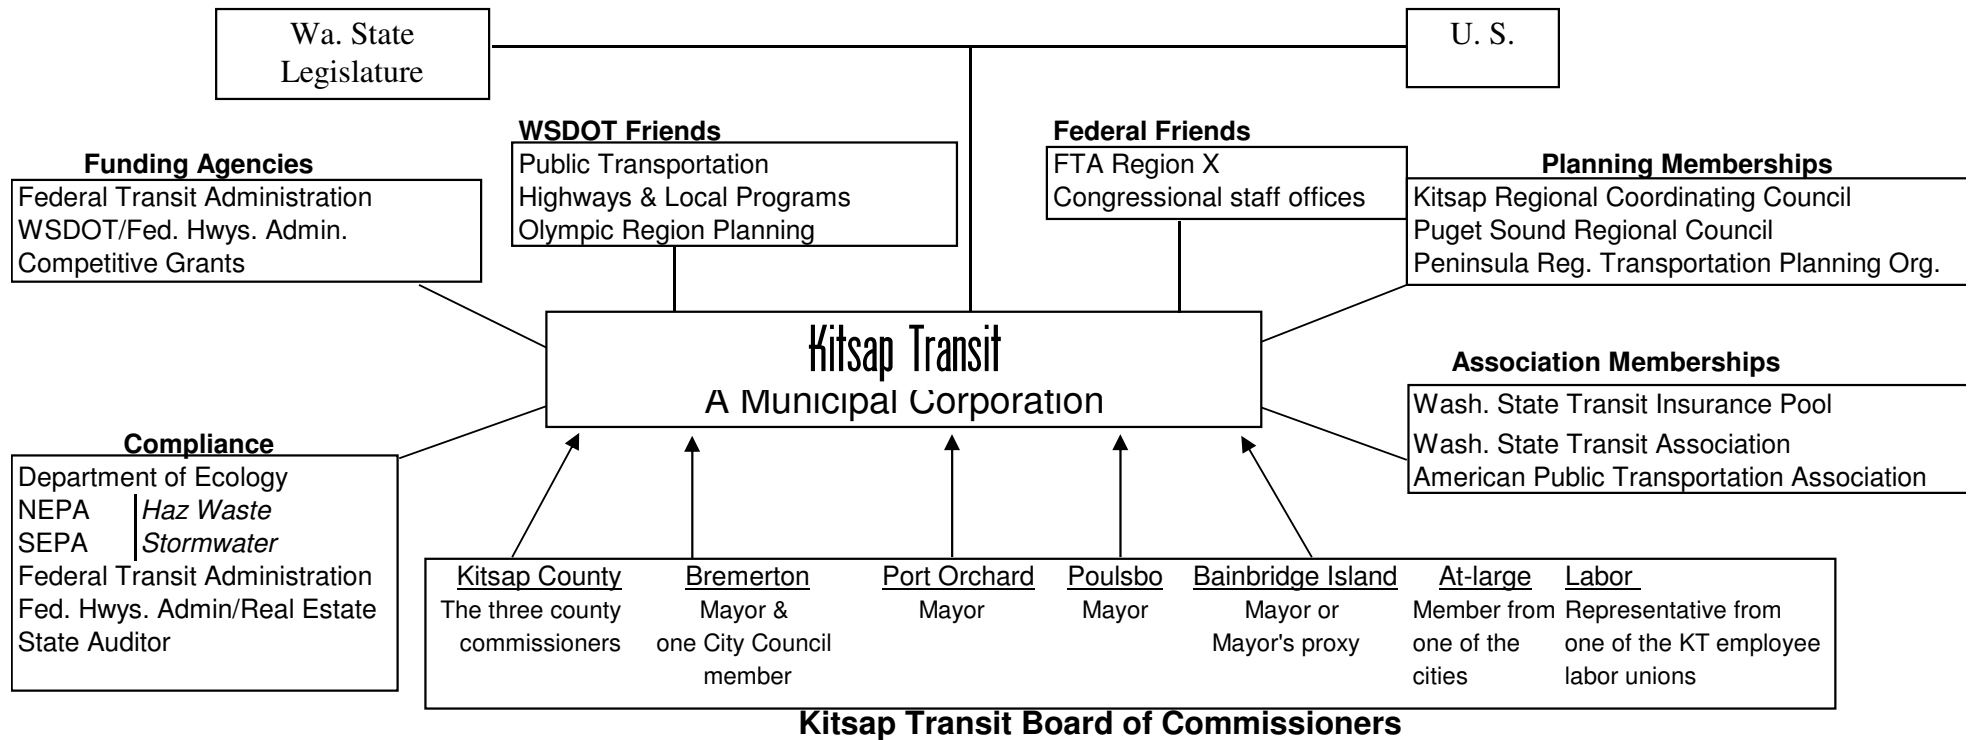 Wa. State
Legislature
U. S.
WSDOT Friends
Public Transportation
Highways & Local Programs
Olympic Region Planning
Federal Friends
FTA Region X
Congressional staff offices
Funding Agencies
Federal Transit Administration
WSDOT/Fed. Hwys. Admin.
Competitive Grants
Planning Memberships
Kitsap Regional Coordinating Council
Puget Sound Regional Council
Peninsula Reg. Transportation Planning Org.
Kitsap Transit
A Municipal Corporation
Association Memberships
Wash. State Transit Insurance Pool
Wash. State Transit Association
American Public Transportation Association
Compliance
Department of Ecology
NEPA Haz Waste
SEPA Stormwater
Federal Transit Administration
Fed. Hwys. Admin/Real Estate
State Auditor
Kitsap County
The three county
commissioners
Bremerton
Mayor &
one City Council
member
Port Orchard
Mayor
Poulsbo
Mayor
Bainbridge Island
Mayor or
Mayor's proxy
At-large
Member from
one of the
cities
Labor
Representative from
one of the KT employee
labor unions
Kitsap Transit Board of Commissioners